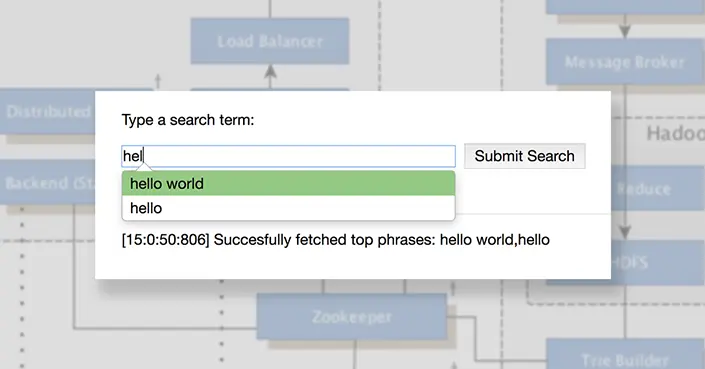 Load Balancer
Message Broker
Distributed
Type a search term:
Hadoo
hel
Submit Search
Backend (St
hello world
Reduce
hello
[15:0:50:806] Succesfully fetched top phrases: hello world,hello
HDFS
Zookeeper
Trie Builder